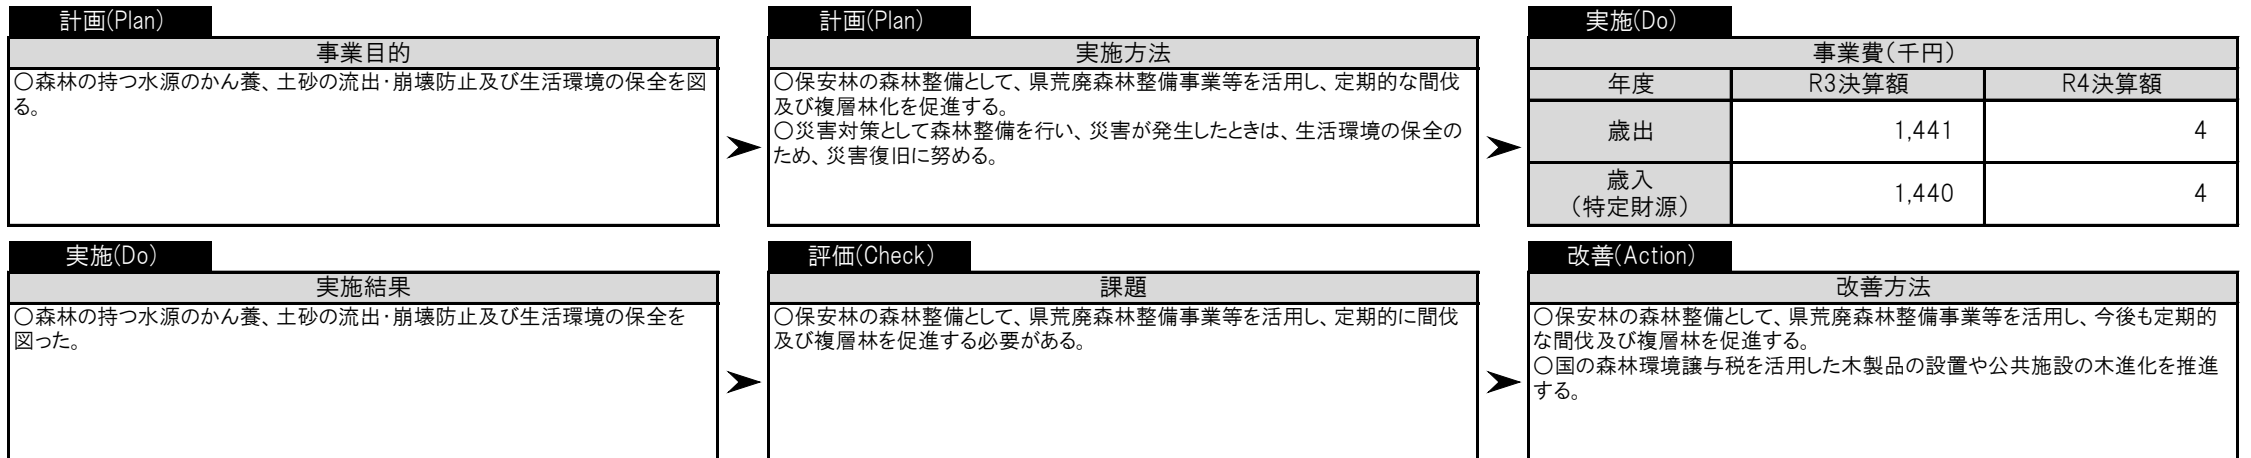 計画(Plan)
事業目的
〇森林の持つ水源のかん養、土砂の流出・崩壊防止及び生活環境の保全を図
る。
計画(Plan)
実施方法
〇保安林の森林整備として、県荒廃森林整備事業等を活用し、定期的な間伐
及び複層林化を促進する。
〇災害対策として森林整備を行い、災害が発生したときは、生活環境の保全の
ため、災害復旧に努める。
実施(Do)
事業費(千円)
年度 R3決算額 R4決算額
歳出 1,441 4
歳入
(特定財源) 1,440 4
実施(Do)
実施結果
〇森林の持つ水源のかん養、土砂の流出・崩壊防止及び生活環境の保全を
図った。
評価(Check)
課題
〇保安林の森林整備として、県荒廃森林整備事業等を活用し、定期的に間伐
及び複層林を促進する必要がある。
改善(Action)
改善方法
〇保安林の森林整備として、県荒廃森林整備事業等を活用し、今後も定期的
な間伐及び複層林を促進する。
〇国の森林環境譲与税を活用した木製品の設置や公共施設の木進化を推進
する。